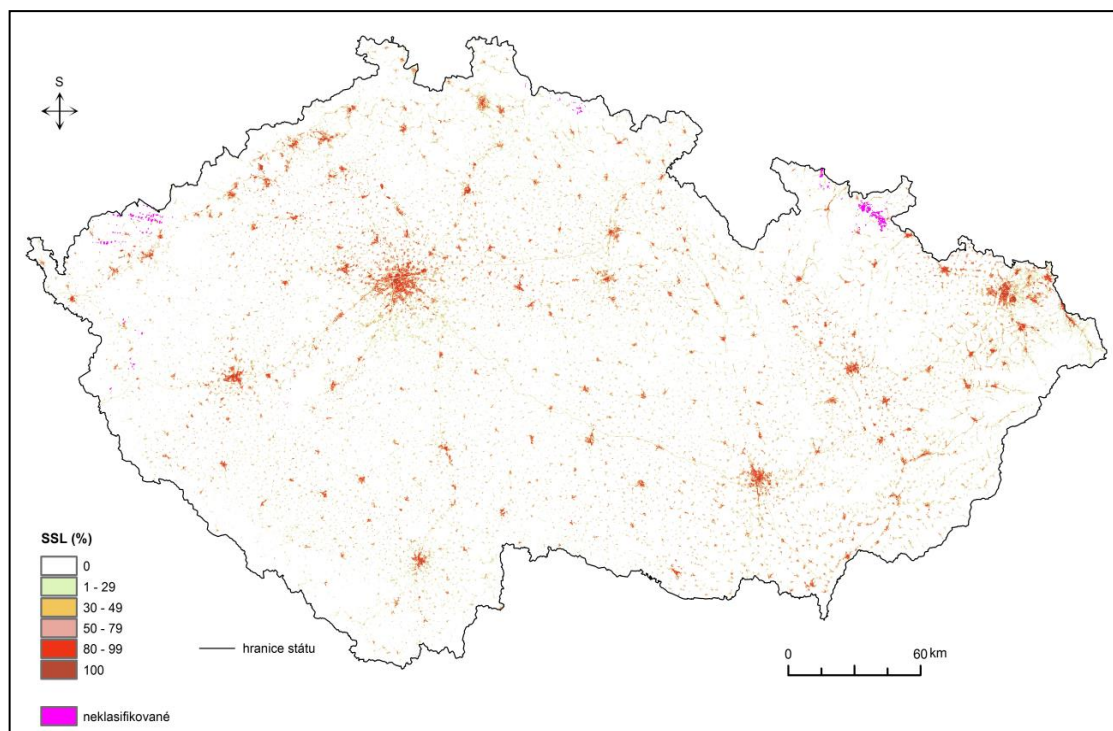 S
SSL (%)
0
1 - 29
30 - 49
50 - 79
80 - 99
100
neklasifikované
hranice státu
0
60 km